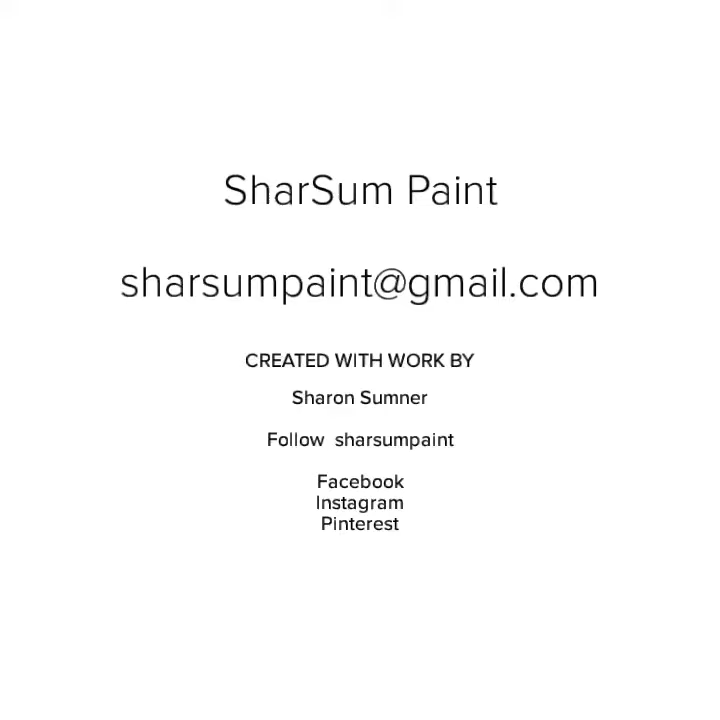 SharSum Paint
sharsumpaint@gmail.com
CREATED WITH WORK BY
Sharon Sumner
Follow  sharsumpaint
Facebook
Instagram
Pinterest